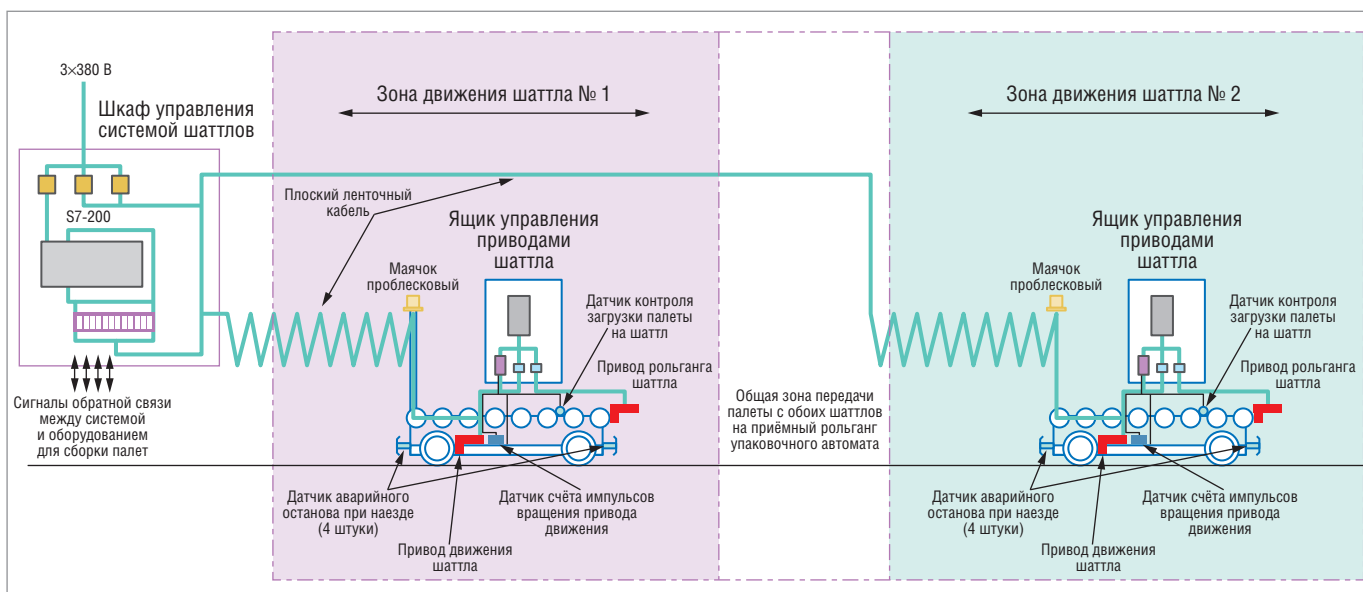 3×380 В
Шкаф управления
системой шаттлов
S7-200
Сигналы обратной связи
между системой
и оборудованием
для сборки палет
Зона движения шаттла № 1
Плоский ленточный
кабель
Ящик управления
приводами
шаттла
Маячок
проблесковый
Датчик контроля
загрузки палеты
на шаттл
Привод рольганга
шаттла
Датчик аварийного
останова при наезде
(4 штуки)
Датчик счёта импульсов
вращения привода
движения
Привод движения
шаттла
Общая зона передачи
палеты с обоих шаттлов
на приёмный рольганг
упаковочного автомата
Зона движения шаттла № 2
Ящик управления
приводами
шаттла
Маячок
проблесковый
Датчик контроля
загрузки палеты
на шаттл
Привод рольганга
шаттла
Датчик аварийного
останова при наезде
(4 штуки)
Датчик счёта импульсов
вращения привода
движения
Привод движения
шаттла